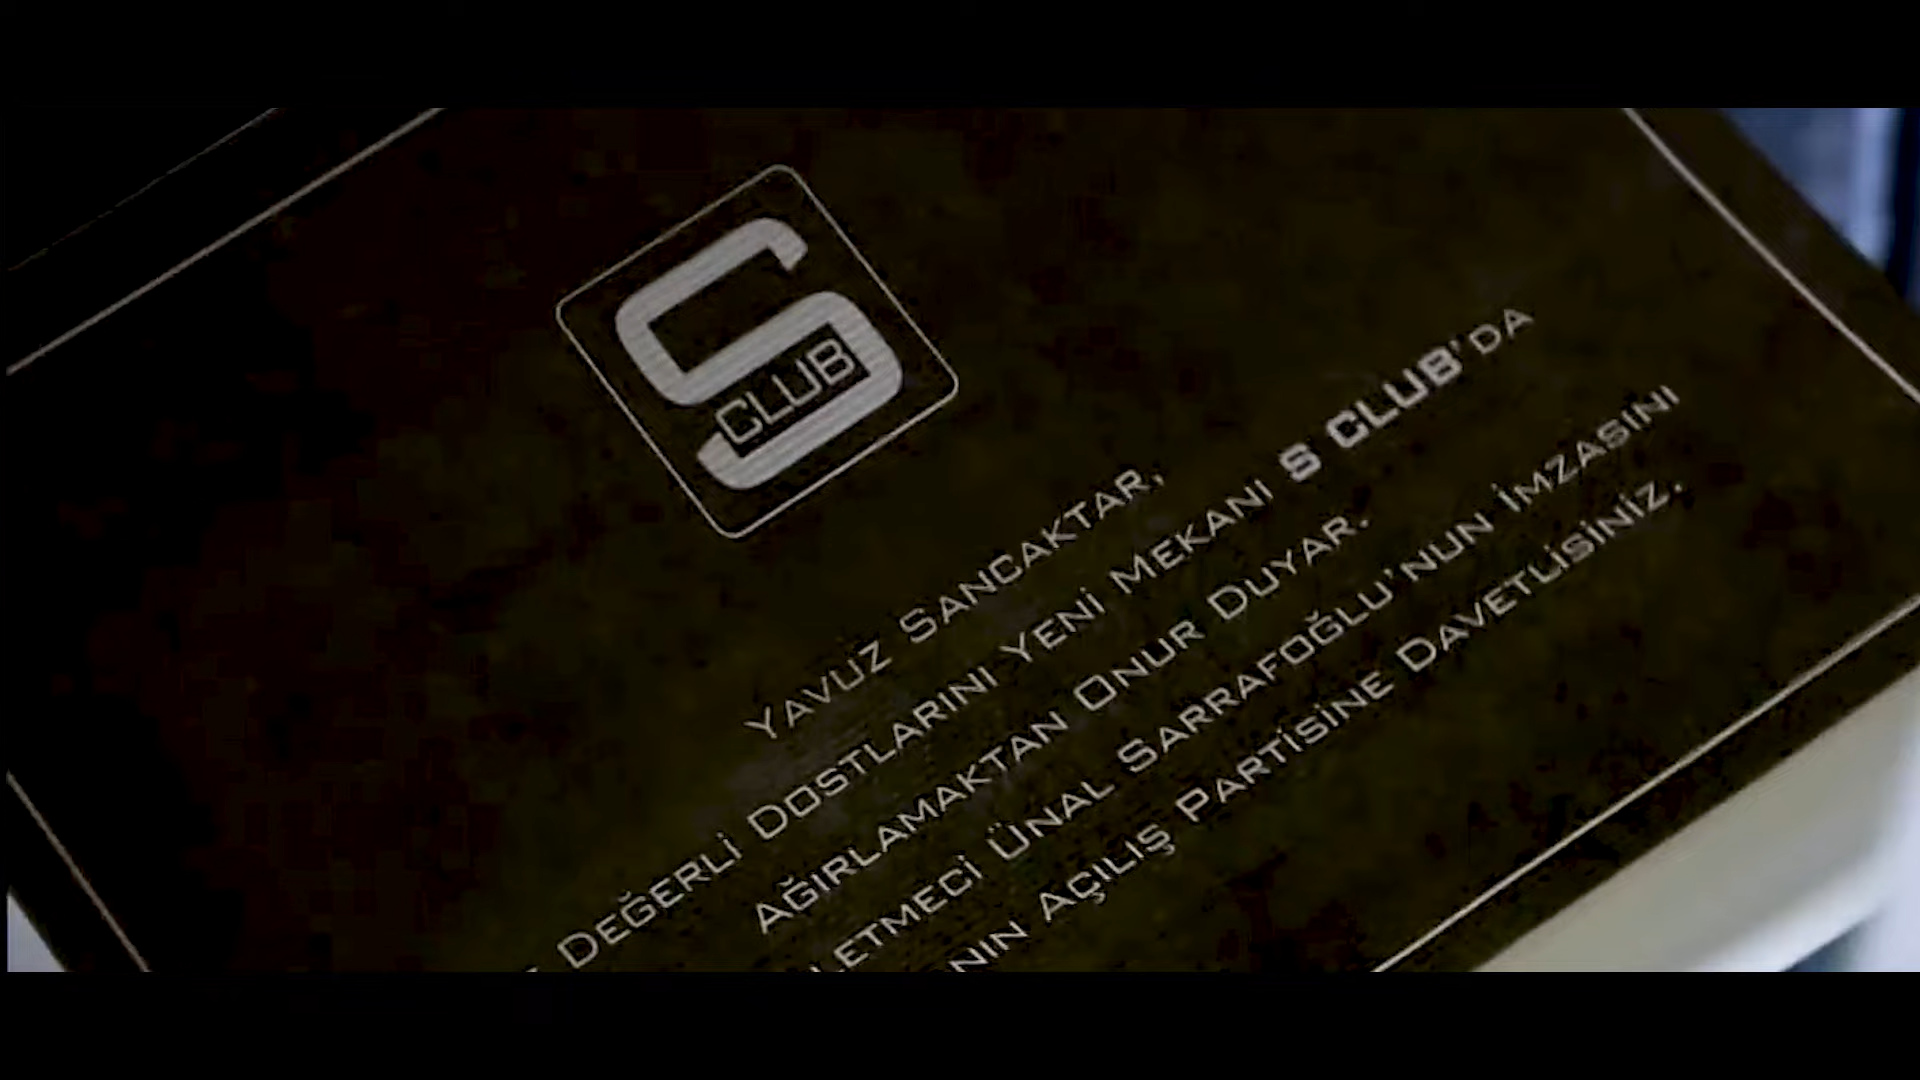 S
CLUB
YAVUZ SANCAKTAR,
DEĞERLİ DOSTLARINI YENİ MEKANI S CLUB'DA
AĞIRLAMAKTAN ONUR DUYAR.
LETMECİ ÜNAL SARRAFOĞLU'NUN İMZASINI
NIN AÇILIŞ PARTİSİNE DAVETLİSİNİZ.